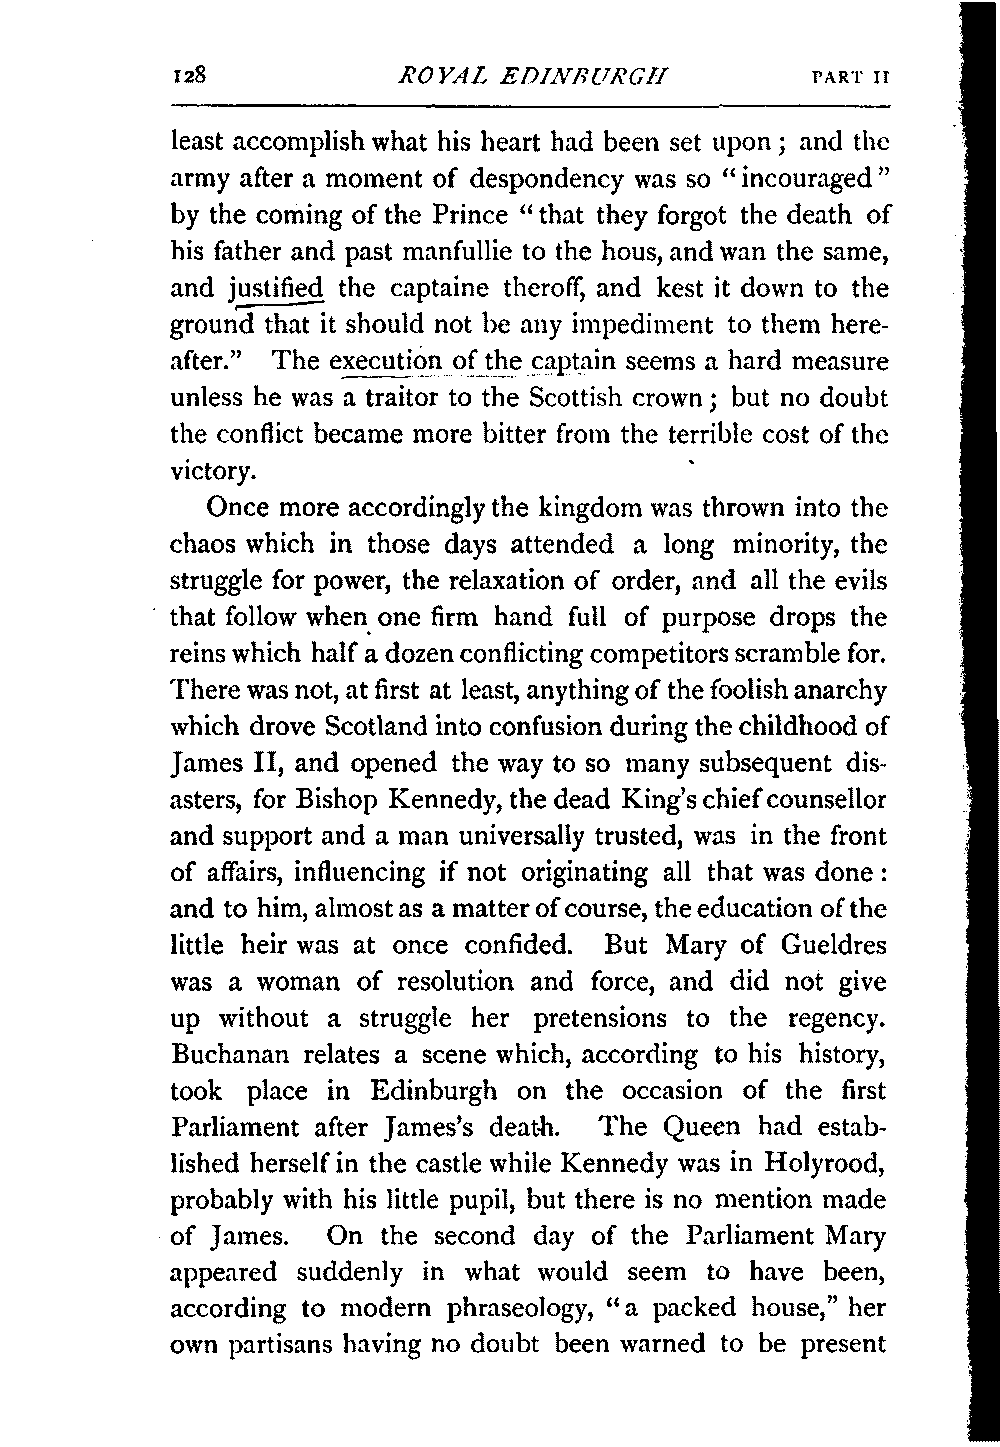 128 ROYAL EDINBURGH PART II
least accomplish what his heart had been set upon; and the
army after a moment of despondency was so "incouraged"
by the coming of the Prince "that they forgot the death of
his father and past manfullie to the hous, and wan the same,
and justified the captaine theroff, and kest it down to the
ground that it should not be any impediment to them here-
after." The execution of the captain seems a hard measure
unless he was a traitor to the Scottish crown; but no doubt
the conflict became more bitter from the terrible cost of the
victory.
Once more accordingly the kingdom was thrown into the
chaos which in those days attended a long minority, the
struggle for power, the relaxation of order, and all the evils
that follow when one firm hand full of purpose drops the
reins which half a dozen conflicting competitors scramble for.
There was not, at first at least, anything of the foolish anarchy
which drove Scotland into confusion during the childhood of
James II, and opened the way to so many subsequent dis-
asters, for Bishop Kennedy, the dead King's chief counsellor
and support and a man universally trusted, was in the front
of affairs, influencing if not originating all that was done:
and to him, almost as a matter of course, the education of the
little heir was at once confided. But Mary of Gueldres
was a woman of resolution and force, and did not give
up without a struggle her pretensions to the regency.
Buchanan relates a scene which, according to his history,
took place in Edinburgh on the occasion of the first
Parliament after James's death. The Queen had estab-
lished herself in the castle while Kennedy was in Holyrood,
probably with his little pupil, but there is no mention made
of James. On the second day of the Parliament Mary
appeared suddenly in what would seem to have been,
according to modern phraseology, "a packed house," her
own partisans having no doubt been warned to be present